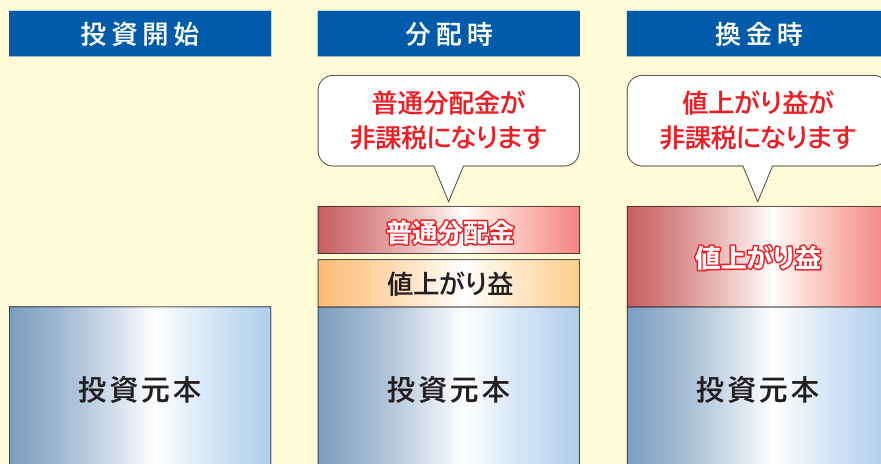 投資開始
分配時
換金時
普通分配金が
非課税になります
値上がり益が
非課税になります
普通分配金
値上がり益
値上がり益
投資元本
投資元本
投資元本